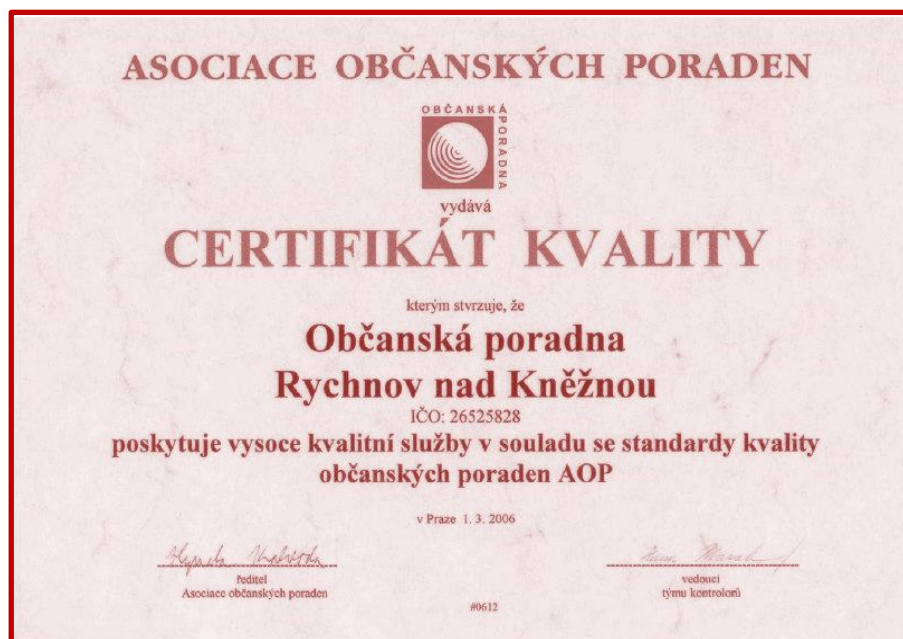 ASOCIACE OBČANSKÝCH PORADEN
OBČANSKÁ
PORADNA
vydává
CERTIFIKÁT KVALITY
kterým stvrzuje, že
Občanská poradna
Rychnov nad Kněžnou
IČO: 26525828
poskytuje vysoce kvalitní služby v souladu se standardy kvality
občanských poraden AOP
v Praze 1. 3. 2006
ředitel
Asociace občanských poraden
vedoucí
týmu kontrolorů
#0612